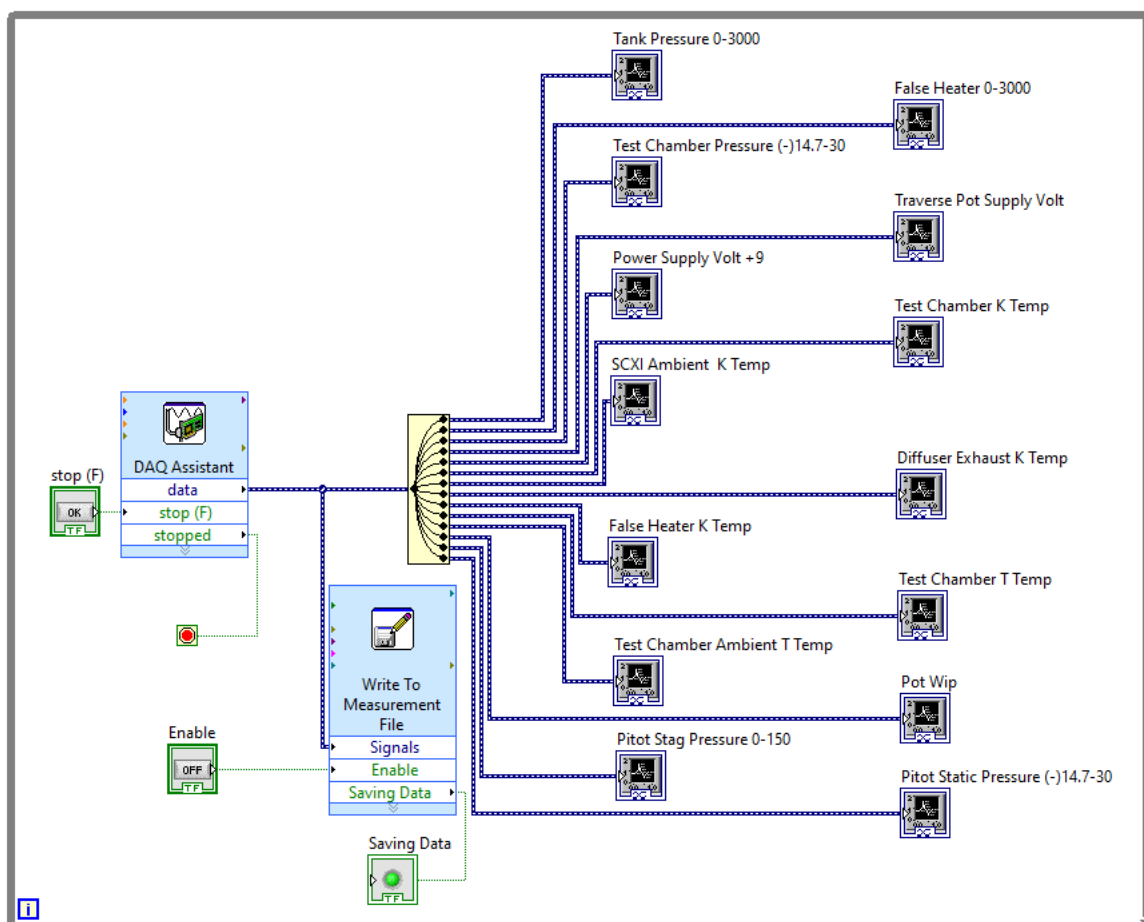 Tank Pressure 0-3000
False Heater 0-3000
Test Chamber Pressure (-)14.7-30
Traverse Pot Supply Volt
Power Supply Volt +9
Test Chamber K Temp
SCXI Ambient  K Temp
Diffuser Exhaust K Temp
False Heater K Temp
Test Chamber T Temp
Test Chamber Ambient T Temp
Pot Wip
Pitot Stag Pressure 0-150
Pitot Static Pressure (-)14.7-30
stop (F)
OK
TF
DAQ Assistant
data
stop (F)
stopped
Write To
Measurement
File
Signals
Enable
Saving Data
Enable
OFF
TF
Saving Data
TF
i